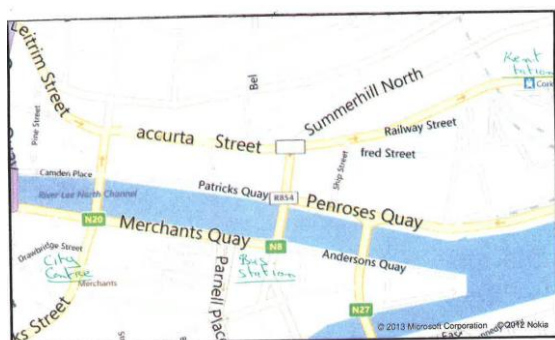 Leitrim Street
Bel
Summerhill North
Kent
tation
Pine Street
accurta Street
Railway Street
fred Street
Ship Street
Camden Place
Patricks Quay
R854
Penroses Quay
River Lee North Channel
N20
Merchants Quay
N8
Andersons Quay
Drawbridge Street
City
Centre
Bus
Station
Merchants
Parnell place
N27
ks Street
© 2013 Microsoft Corporation © 2012 Nokia